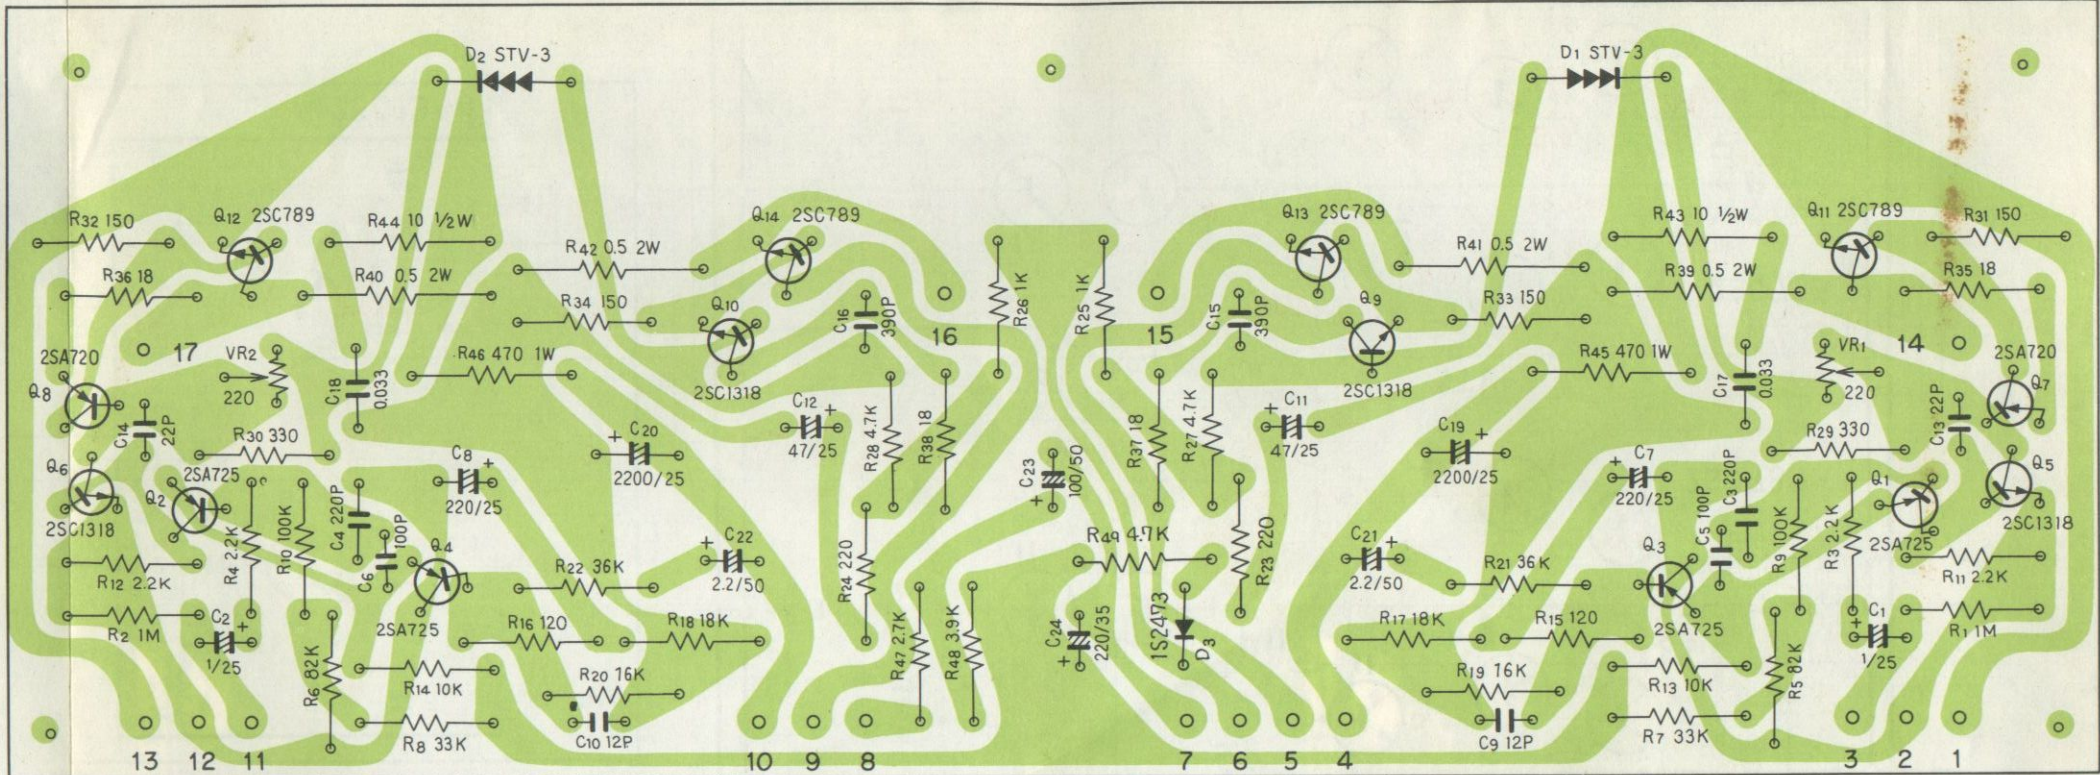 D2 STV-3
D1 STV-3
R32 150
Q12 2SC789
R44 10 ½W
Q14 2SC789
Q13 2SC789
R43 10 ½W
Q11 2SC789
R31 150
R42 0.5 2W
R41 0.5 2W
R36 18
R40 0.5 2W
R39 0.5 2W
R35 18
R34 150
Q10
C16 390P
16
R26 1K
R25 1K
15
C15 390P
Q9
R33 150
2SA720
17
VR2
220
R46 470 1W
2SC1318
2SC1318
R45 470 1W
VR1
220
14
2SA720
Q8
C14 22P
C18 0.033
C17 0.033
C13 22P
Q7
R30 330
C20
2200/25
C12
47/25
R28 4.7K
R38 18
R37 18
R27 4.7K
C11
47/25
C19
2200/25
R29 330
Q6
2SC1318
2SA725
Q2
C8
220/25
C23 100/50
C7
220/25
Q1
2SA725
Q5
2SC1318
R4 2.2K
R10 100K
C4 220P
C6 100P
Q4
2SA725
C22
2.2/50
R24 220
R49 4.7K
R23 220
C21
2.2/50
Q3
2SA725
C5 100P
C3 220P
R9 100K
R3 2.2K
R12 2.2K
R22 36K
R21 36K
R11 2.2K
R2 1M
C2
1/25
R16 120
R18 18K
R47 2.7K
R48 3.9K
C24 220/35
1S2473
D3
R17 18K
R15 120
C1
1/25
R1 1M
R6 82K
R14 10K
R20 16K
R19 16K
R13 10K
R5 82K
R8 33K
C10 12P
C9 12P
R7 33K
13 12 11 10 9 8 7 6 5 4 3 2 1